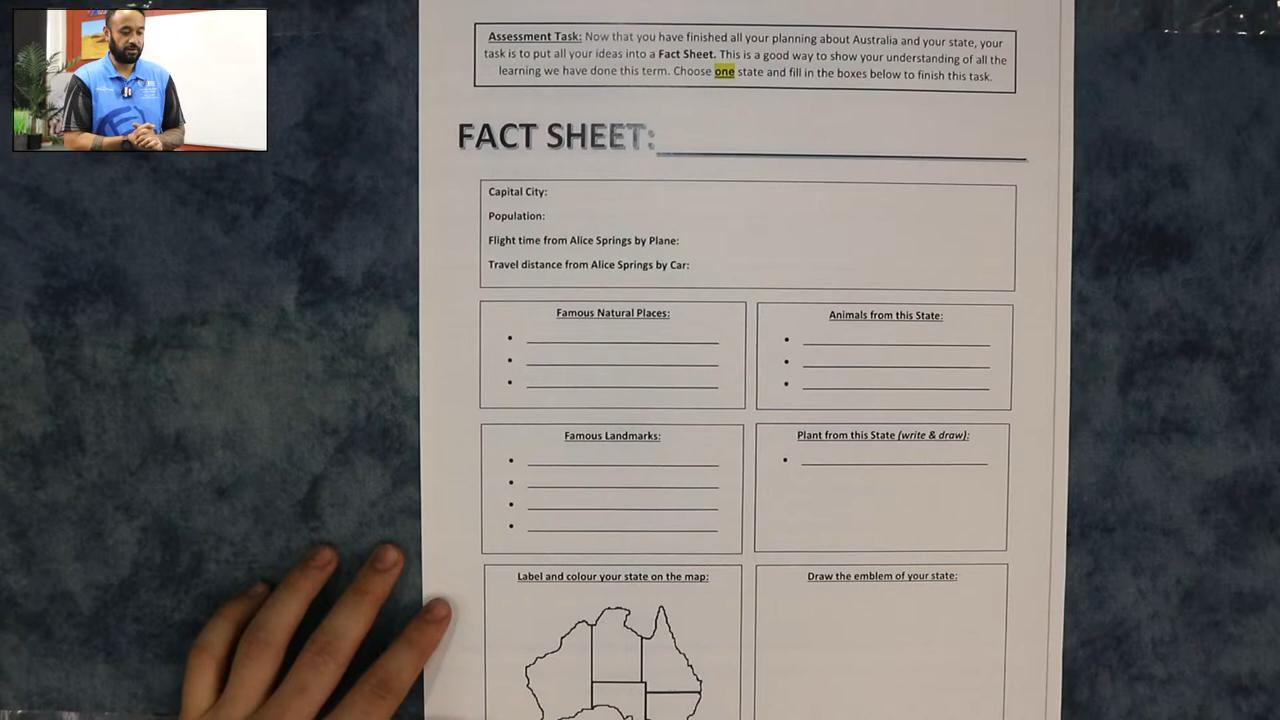 Assessment Task: Now that you have finished all your planning about Australia and your state, your
task is to put all your ideas into a Fact Sheet. This is a good way to show your understanding of all the
learning we have done this term. Choose one state and fill in the boxes below to finish this task.
FACT SHEET:
Capital City:
Population:
Flight time from Alice Springs by Plane:
Travel distance from Alice Springs by Car:
Famous Natural Places:
Animals from this State:
Famous Landmarks:
Plant from this State (write & draw):
Label and colour your state on the map:
Draw the emblem of your state: